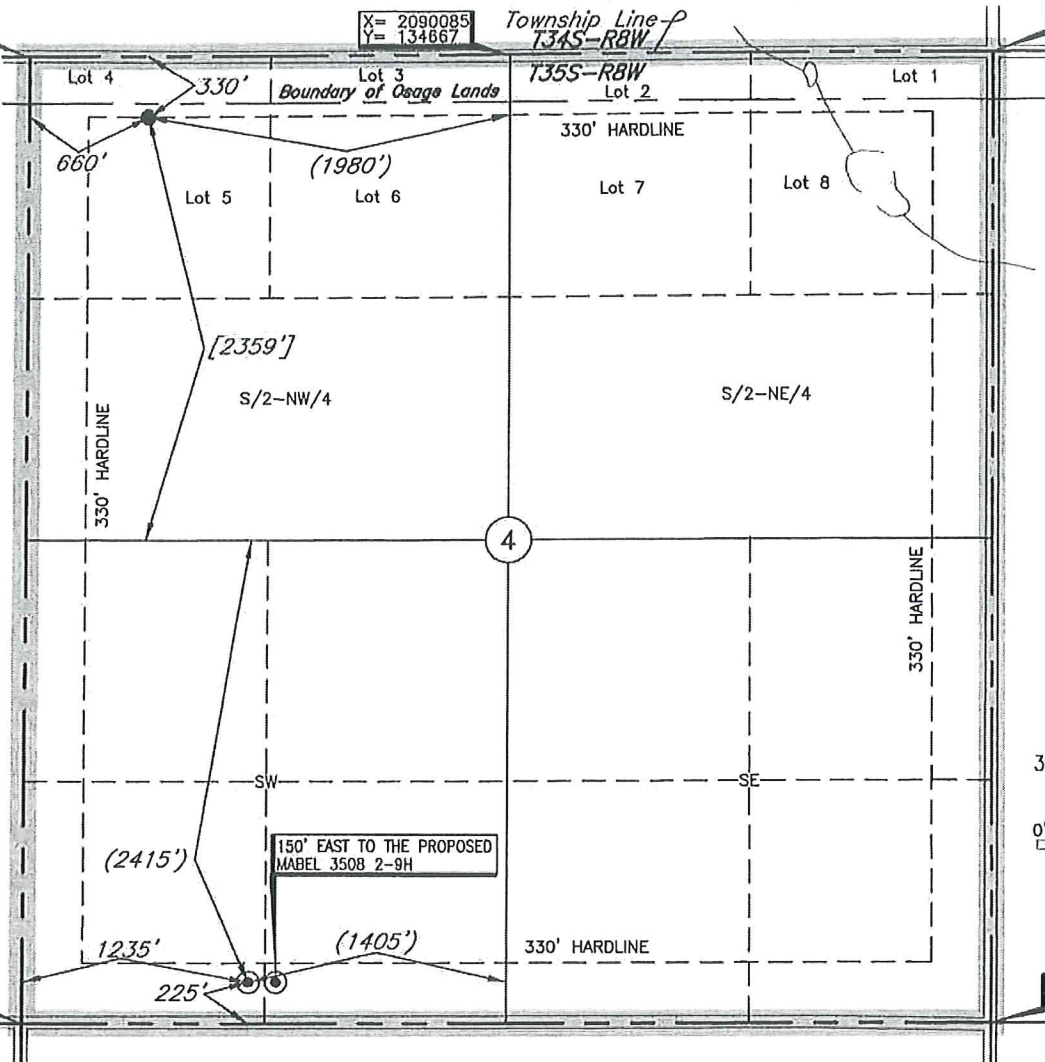 X= 2090085
Y= 134667
Township Line
T34S-R8W
T35S-R8W
Lot 4
330'
Lot 3
Boundary of Osage Lands
Lot 2
Lot 1
660'
(1980')
330' HARDLINE
Lot 5
Lot 6
Lot 7
Lot 8
[2359']
S/2-NW/4
S/2-NE/4
330' HARDLINE
4
330' HARDLINE
SW
SE
(2415')
150' EAST TO THE PROPOSED
MABEL 3508 2-9H
1235'
(1405')
330' HARDLINE
225'
3
0'